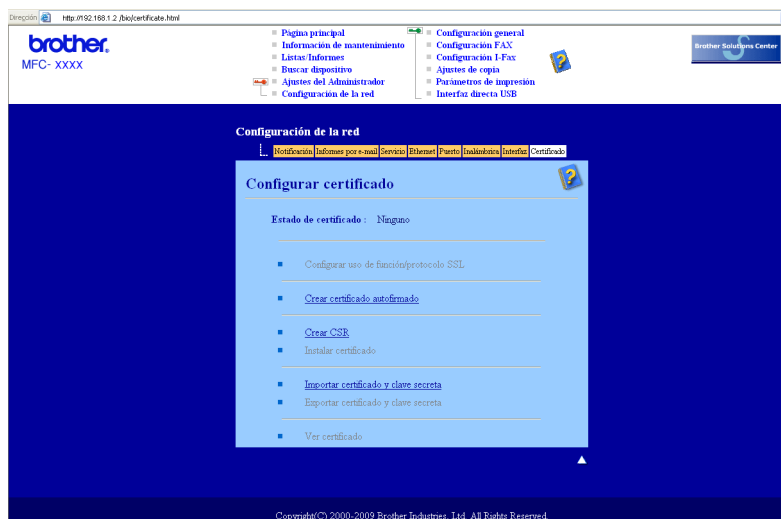 Dirección http://192.168.1.2 /bio/certificate.html
brother.
MFC- XXXX
Página principal
Información de mantenimiento
Listas/Informes
Buscar dispositivo
Ajustes del Administrador
Configuración de la red
Configuración general
Configuración FAX
Configuración I-Fax
Ajustes de copia
Parámetros de impresión
Interfaz directa USB
Brother Solutions Center
Configuración de la red
Notificación Informes por e-mail Servicio Ethernet Puerto Inalámbrica Interfaz Certificado
Configurar certificado
Estado de certificado : Ninguno
Configurar uso de función/protocolo SSL
Crear certificado autofirmado
Crear CSR
Instalar certificado
Importar certificado y clave secreta
Exportar certificado y clave secreta
Ver certificado
Copyright(C) 2000-2009 Brother Industries, Ltd. All Rights Reserved.